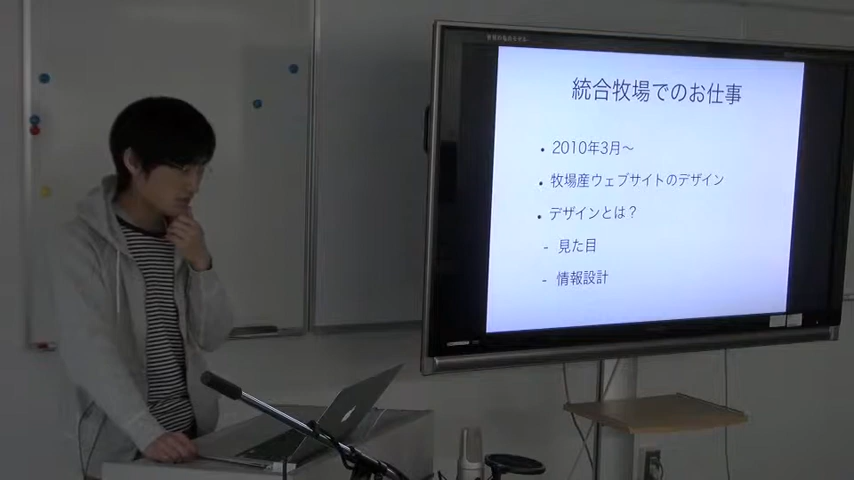 統合牧場でのお仕事
• 2010年3月〜
• 牧場産ウェブサイトのデザイン
• デザインとは？
- 見た目
- 情報設計